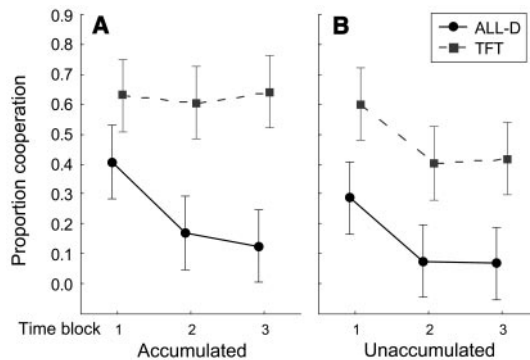 A
B
ALL-D
TFT
Proportion cooperation
0.9
0.8
0.7
0.6
0.5
0.4
0.3
0.2
0.1
0.0
Time block 1 2 3 1 2 3
Accumulated Unaccumulated